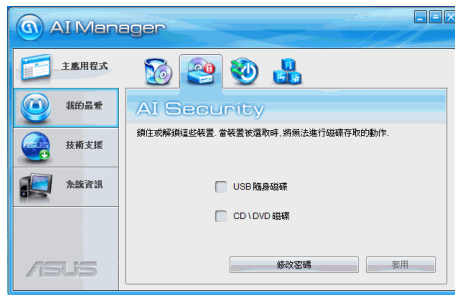 AI Manager
主應用程式
我的最愛
技術支援
系統資訊
ASUS
AI Security
鎖住或解鎖這些裝置. 當裝置被選取時, 將無法進行磁碟存取的動作.
USB 隨身磁碟
CD \ DVD 磁碟
修改密碼
套用